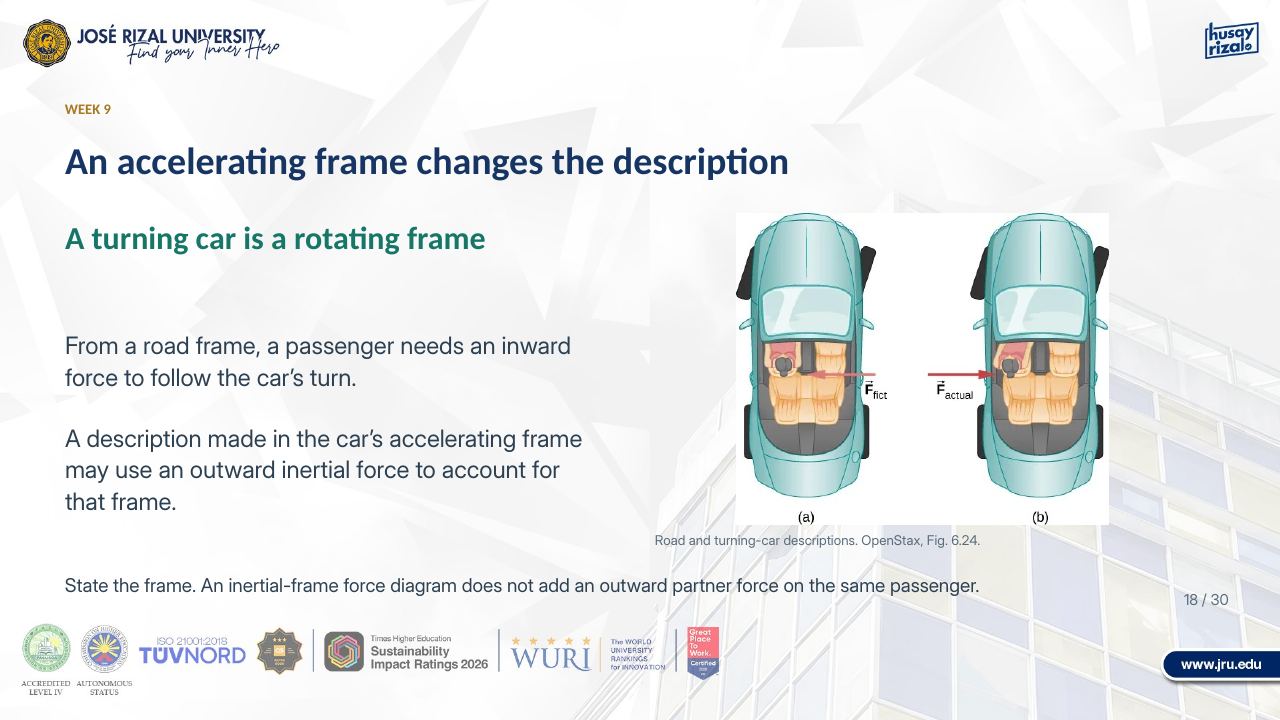 JOSÉ RIZAL UNIVERSITY
Find your Inner Hero
husay
rizal
WEEK 9
An accelerating frame changes the description
A turning car is a rotating frame
From a road frame, a passenger needs an inward
force to follow the car’s turn.
A description made in the car’s accelerating frame
may use an outward inertial force to account for
that frame.
F⃗fict
F⃗actual
(a)
(b)
Road and turning-car descriptions. OpenStax, Fig. 6.24.
State the frame. An inertial-frame force diagram does not add an outward partner force on the same passenger.
18 / 30
ACCREDITED
LEVEL IV
AUTONOMOUS
STATUS
ISO 21001:2018
TÜVNORD
Times Higher Education
Sustainability
Impact Ratings 2026
WURI
The WORLD
UNIVERSITY
RANKINGS
for INNOVATION
Great
Place
To
Work.
Certified
www.jru.edu